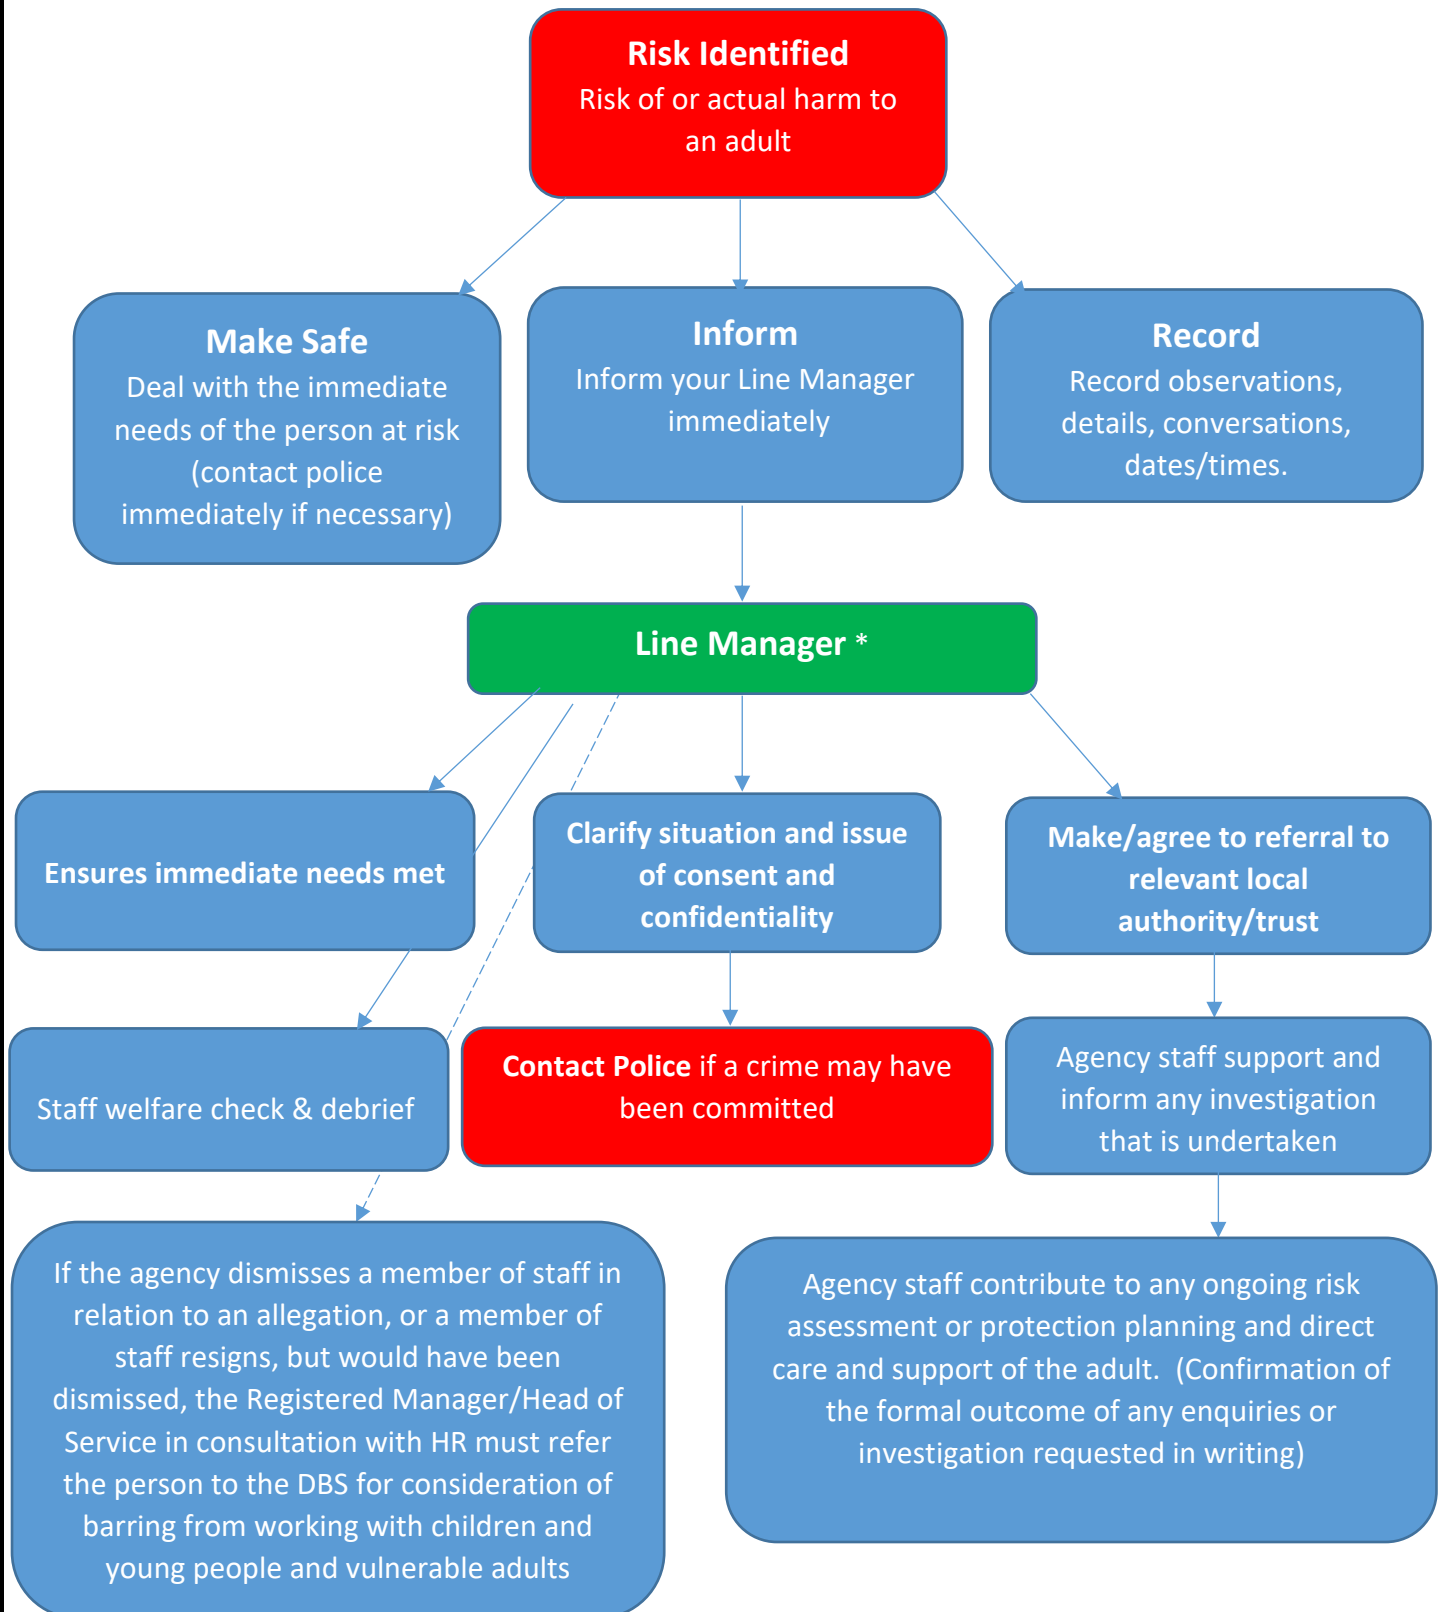 Risk Identified
Risk of or actual harm to
an adult
Make Safe
Deal with the immediate
needs of the person at risk
(contact police
immediately if necessary)
Inform
Inform your Line Manager
immediately
Record
Record observations,
details, conversations,
dates/times.
Line Manager *
Ensures immediate needs met
Clarify situation and issue
of consent and
confidentiality
Make/agree to referral to
relevant local
authority/trust
Staff welfare check & debrief
Contact Police if a crime may have
been committed
Agency staff support and
inform any investigation
that is undertaken
If the agency dismisses a member of staff in
relation to an allegation, or a member of
staff resigns, but would have been
dismissed, the Registered Manager/Head of
Service in consultation with HR must refer
the person to the DBS for consideration of
barring from working with children and
young people and vulnerable adults
Agency staff contribute to any ongoing risk
assessment or protection planning and direct
care and support of the adult.  (Confirmation of
the formal outcome of any enquiries or
investigation requested in writing)